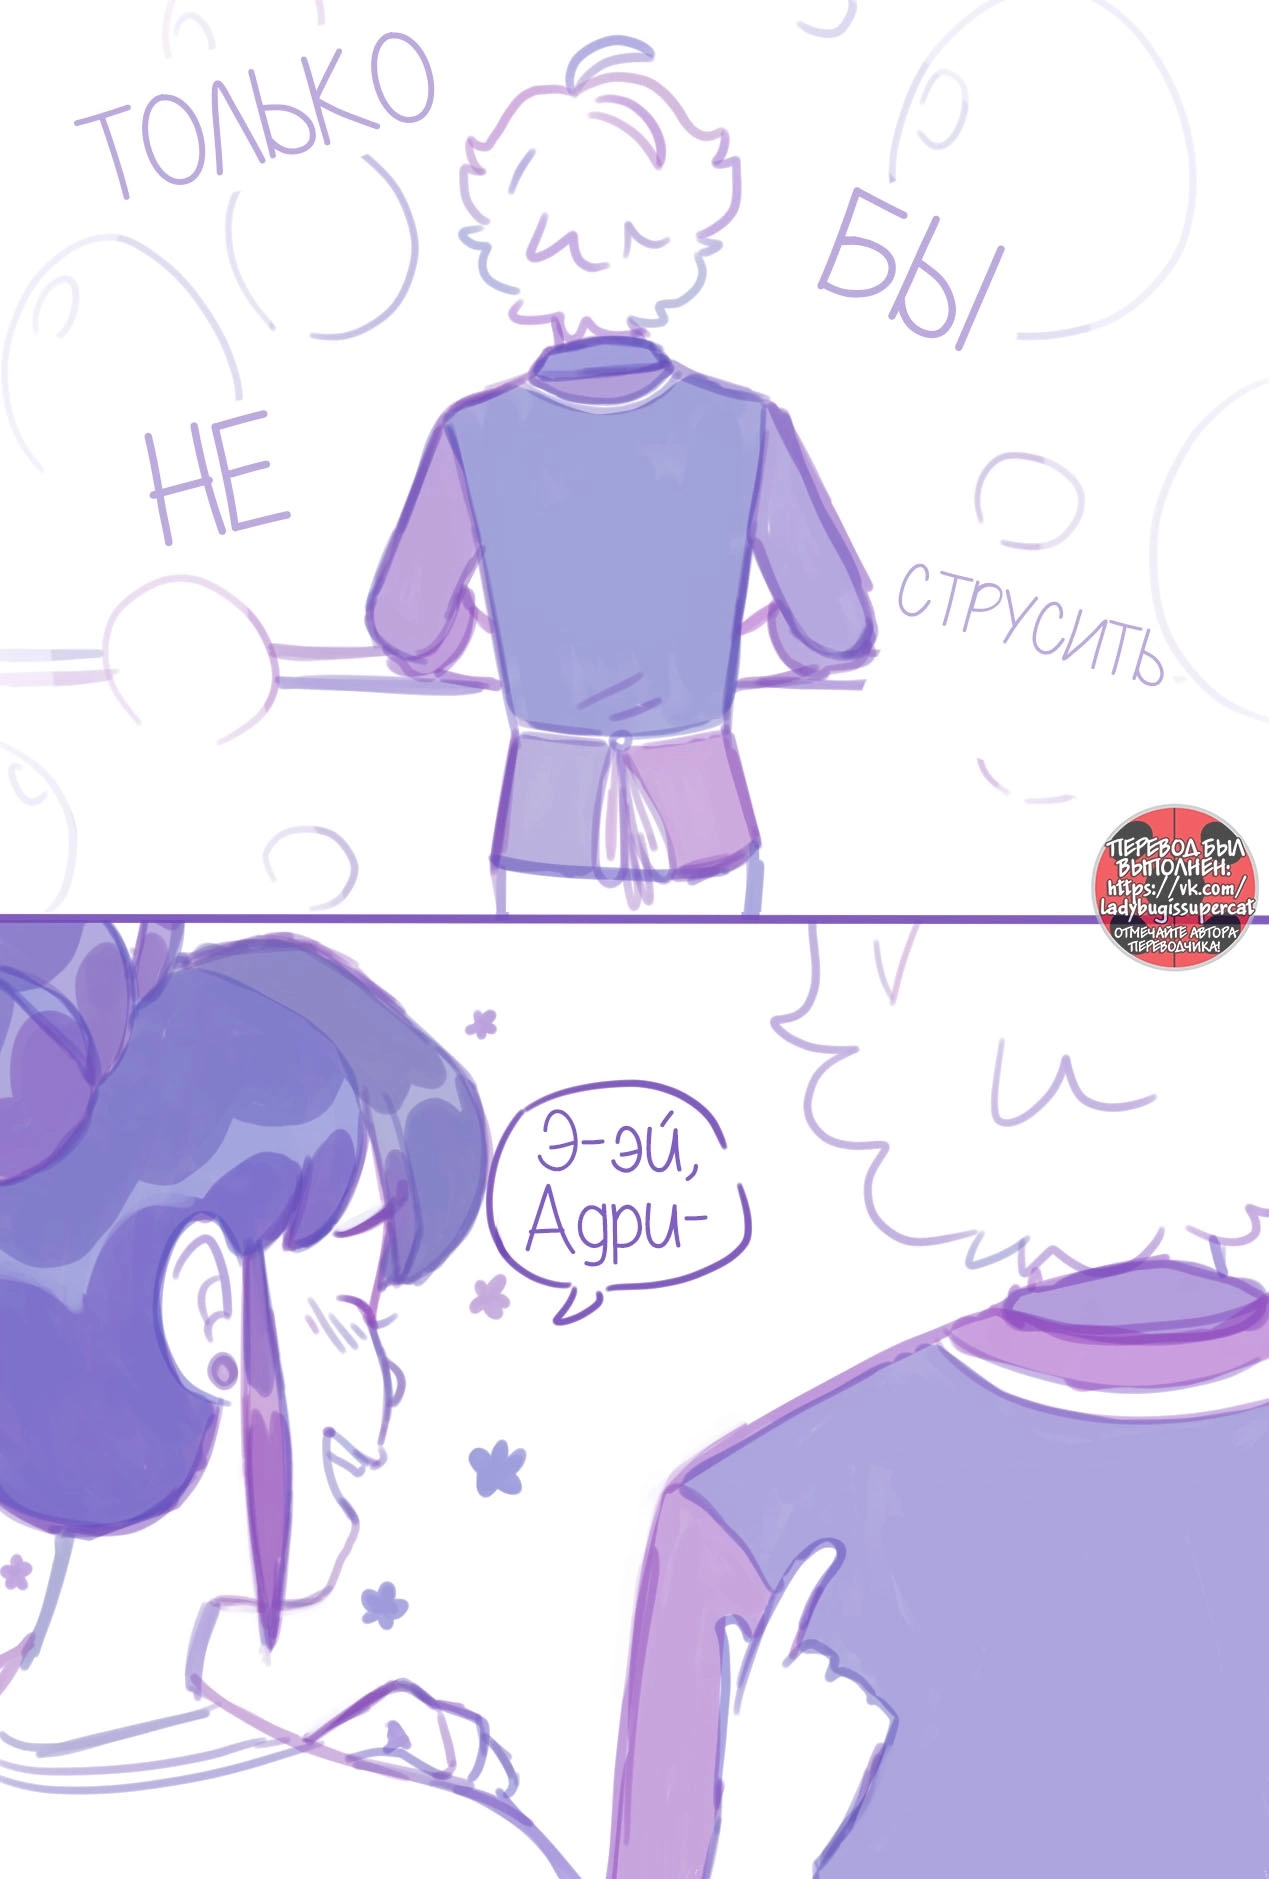 ТОЛЬКО
БЫ
НЕ
СТРУСИТЬ
ПЕРЕВОД БЫЛ
ВЫПОЛНЕН:
https://vk.com/
ladybugissupercat
ОТМЕЧАЙТЕ АВТОРА
ПЕРЕВОДЧИКА!
Э-эй,
Адри-